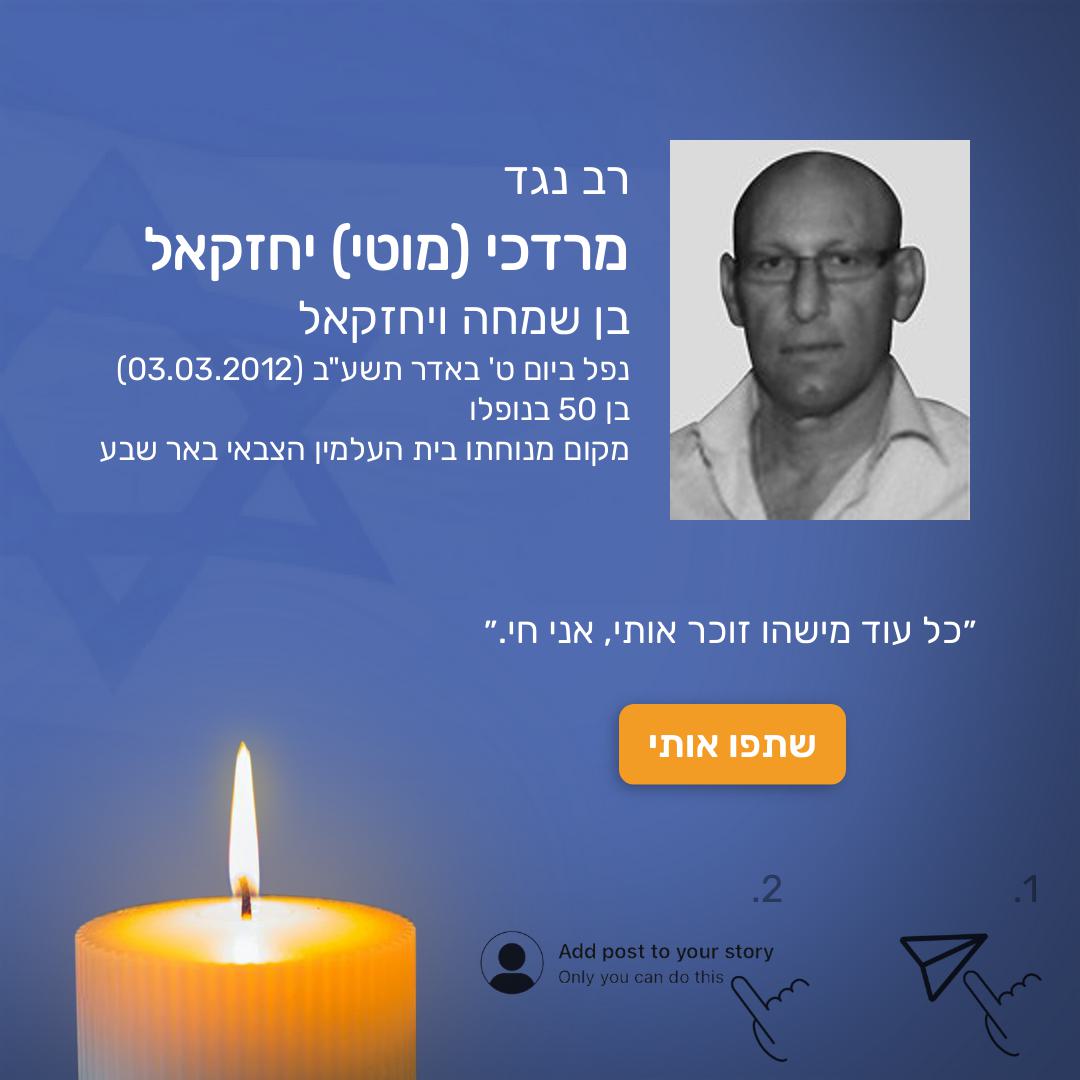 רב נגד
מרדכי (מוטי) יחזקאל
בן שמחה ויחזקאל
נפל ביום ט' באדר תשע"ב (03.03.2012)
בן 50 בנופלו
מקום מנוחתו בית העלמין הצבאי באר שבע
״כל עוד מישהו זוכר אותי, אני חי.״
שתפו אותי
1.
2.
Add post to your story
Only you can do this